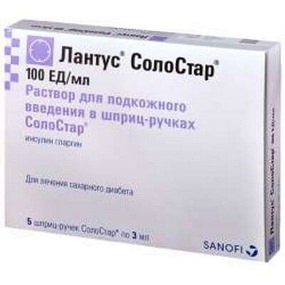 Лантус® СолоСтар®
100 ЕД/мл
Раствор для подкожного
введения в шприц-ручках
СолоСтар®
инсулин гларгин
Для лечения сахарного диабета
5 шприц-ручек СолоСтар® по 3 мл
SANOFI